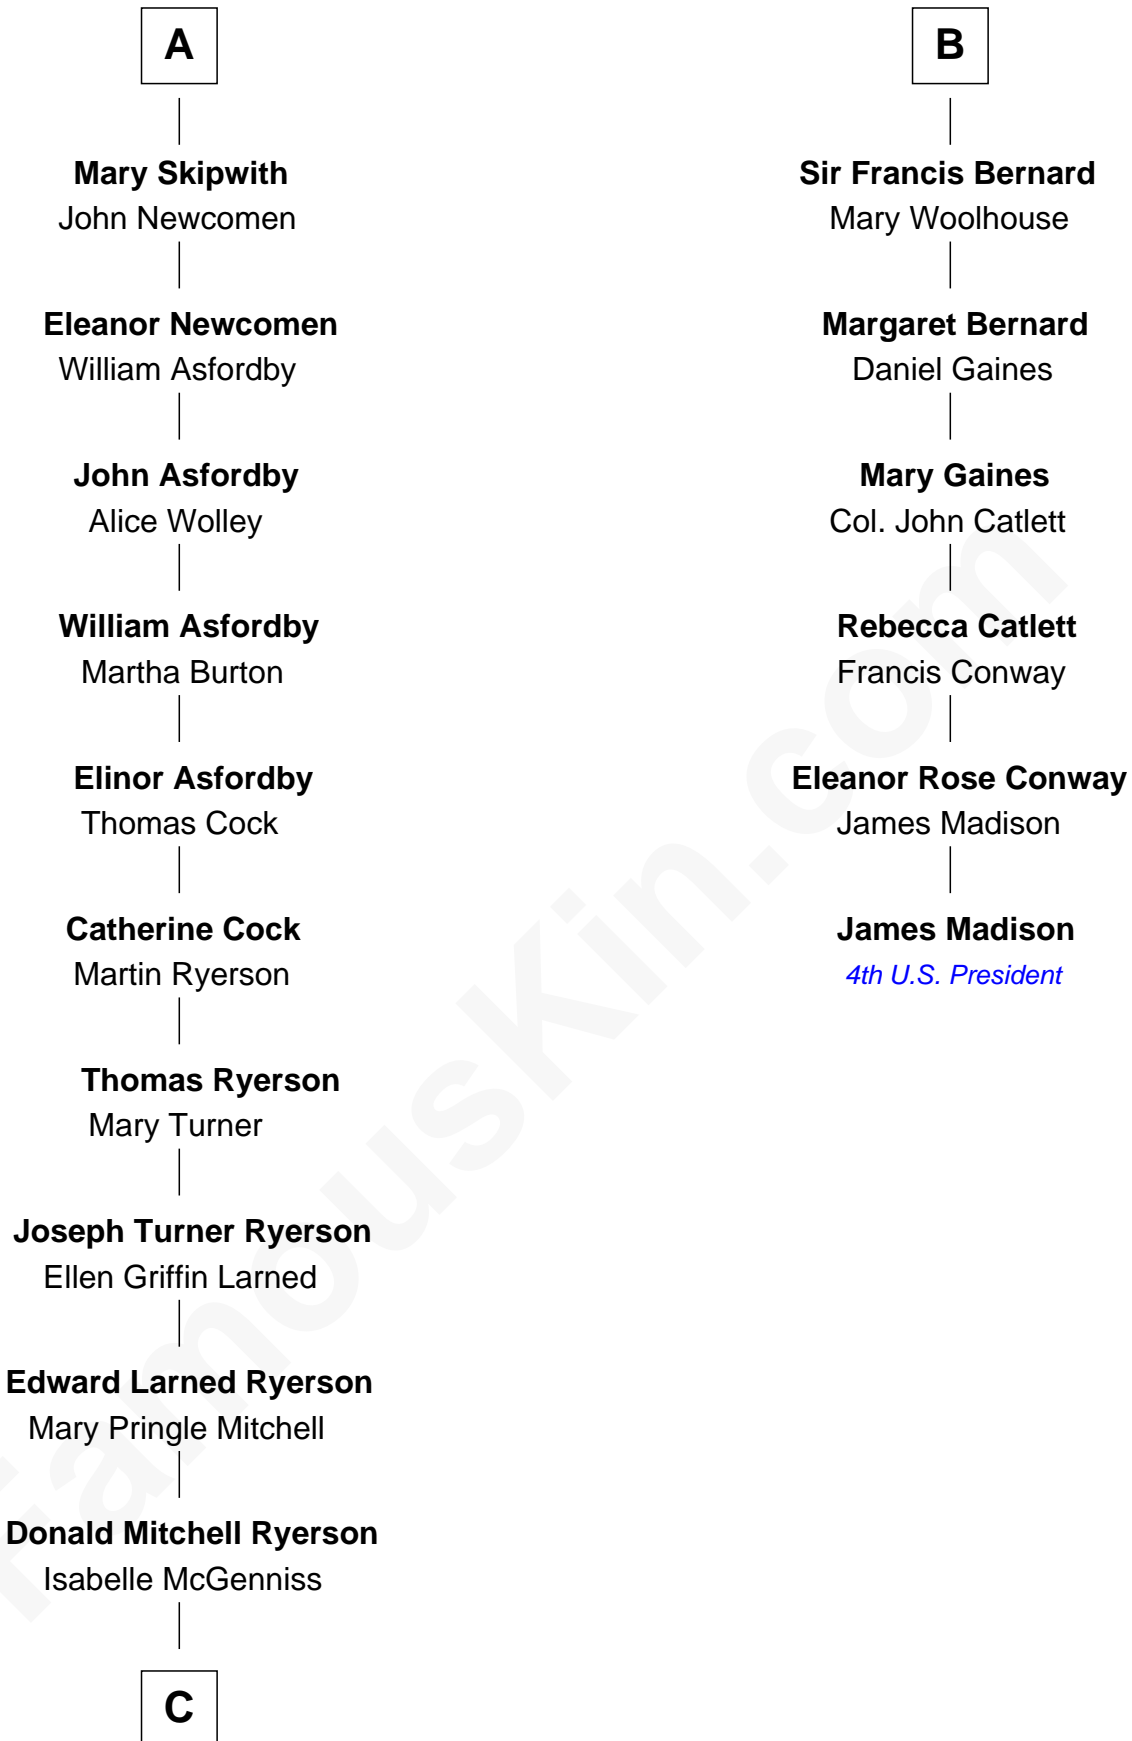 A
Mary Skipwith
John Newcomen
Eleanor Newcomen
William Asfordby
John Asfordby
Alice Wolley
William Asfordby
Martha Burton
Elinor Asfordby
Thomas Cock
Catherine Cock
Martin Ryerson
Thomas Ryerson
Mary Turner
Joseph Turner Ryerson
Ellen Griffin Larned
Edward Larned Ryerson
Mary Pringle Mitchell
Donald Mitchell Ryerson
Isabelle McGenniss
C
B
Sir Francis Bernard
Mary Woolhouse
Margaret Bernard
Daniel Gaines
Mary Gaines
Col. John Catlett
Rebecca Catlett
Francis Conway
Eleanor Rose Conway
James Madison
James Madison
4th U.S. President
FamousKin.com